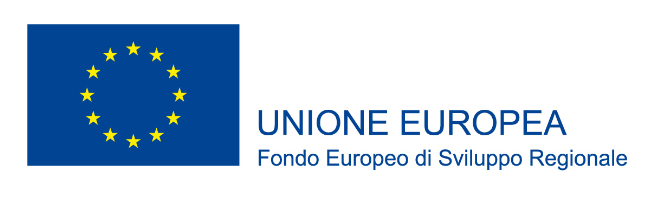 UNIONE EUROPEA
Fondo Europeo di Sviluppo Regionale